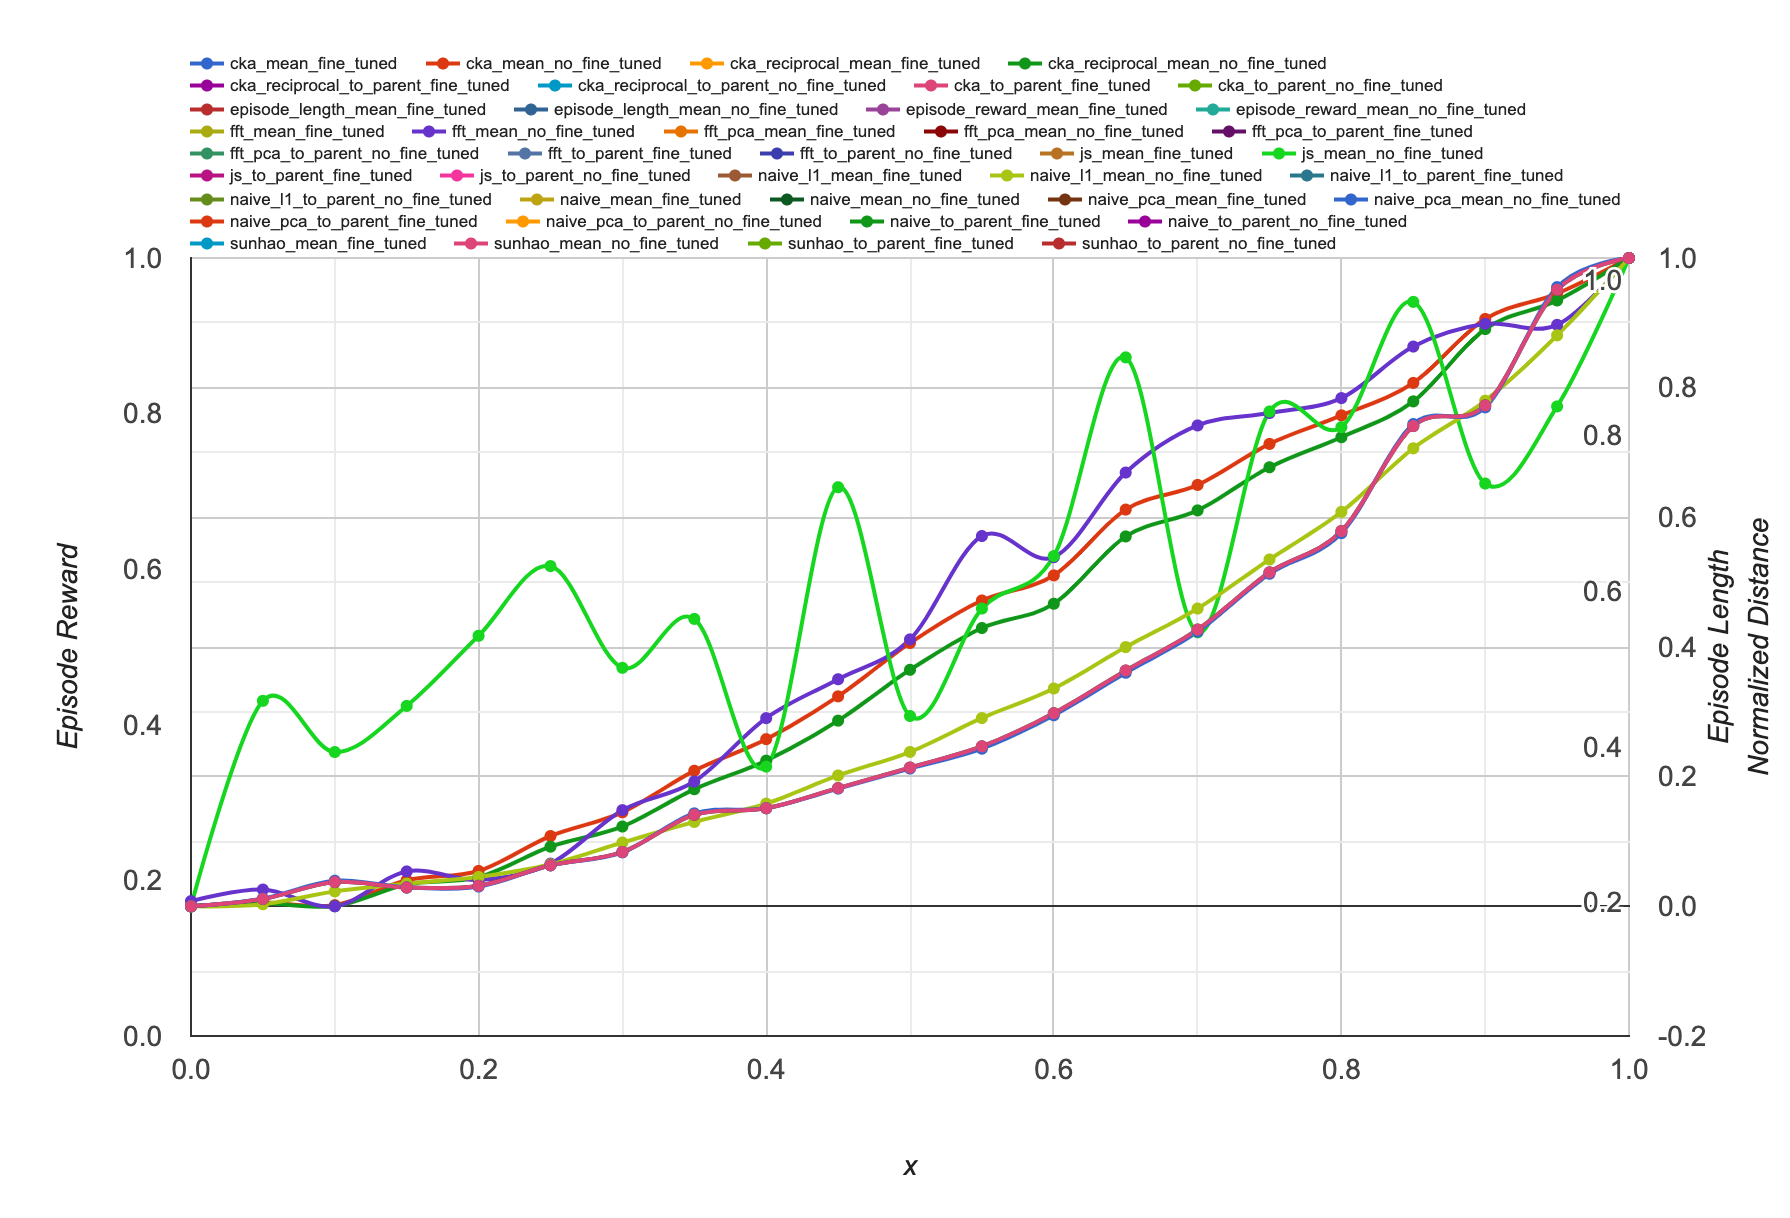 cka_mean_fine_tuned cka_mean_no_fine_tuned cka_reciprocal_mean_fine_tuned cka_reciprocal_mean_no_fine_tuned
cka_reciprocal_to_parent_fine_tuned cka_reciprocal_to_parent_no_fine_tuned cka_to_parent_fine_tuned cka_to_parent_no_fine_tuned
episode_length_mean_fine_tuned episode_length_mean_no_fine_tuned episode_reward_mean_fine_tuned episode_reward_mean_no_fine_tuned
fft_mean_fine_tuned fft_mean_no_fine_tuned fft_pca_mean_fine_tuned fft_pca_mean_no_fine_tuned fft_pca_to_parent_fine_tuned
fft_pca_to_parent_no_fine_tuned fft_to_parent_fine_tuned fft_to_parent_no_fine_tuned js_mean_fine_tuned js_mean_no_fine_tuned
js_to_parent_fine_tuned js_to_parent_no_fine_tuned naive_l1_mean_fine_tuned naive_l1_mean_no_fine_tuned naive_l1_to_parent_fine_tuned
naive_l1_to_parent_no_fine_tuned naive_mean_fine_tuned naive_mean_no_fine_tuned naive_pca_mean_fine_tuned naive_pca_mean_no_fine_tuned
naive_pca_to_parent_fine_tuned naive_pca_to_parent_no_fine_tuned naive_to_parent_fine_tuned naive_to_parent_no_fine_tuned
sunhao_mean_fine_tuned sunhao_mean_no_fine_tuned sunhao_to_parent_fine_tuned sunhao_to_parent_no_fine_tuned
1.0
0.8
0.6
0.4
0.2
0.0
Episode Reward
1.0
0.8
0.6
0.4
0.2
1.0
0.8
0.6
0.4
0.2
0.0
-0.2
Episode Length
Normalized Distance
0.0 0.2 0.4 0.6 0.8 1.0
x